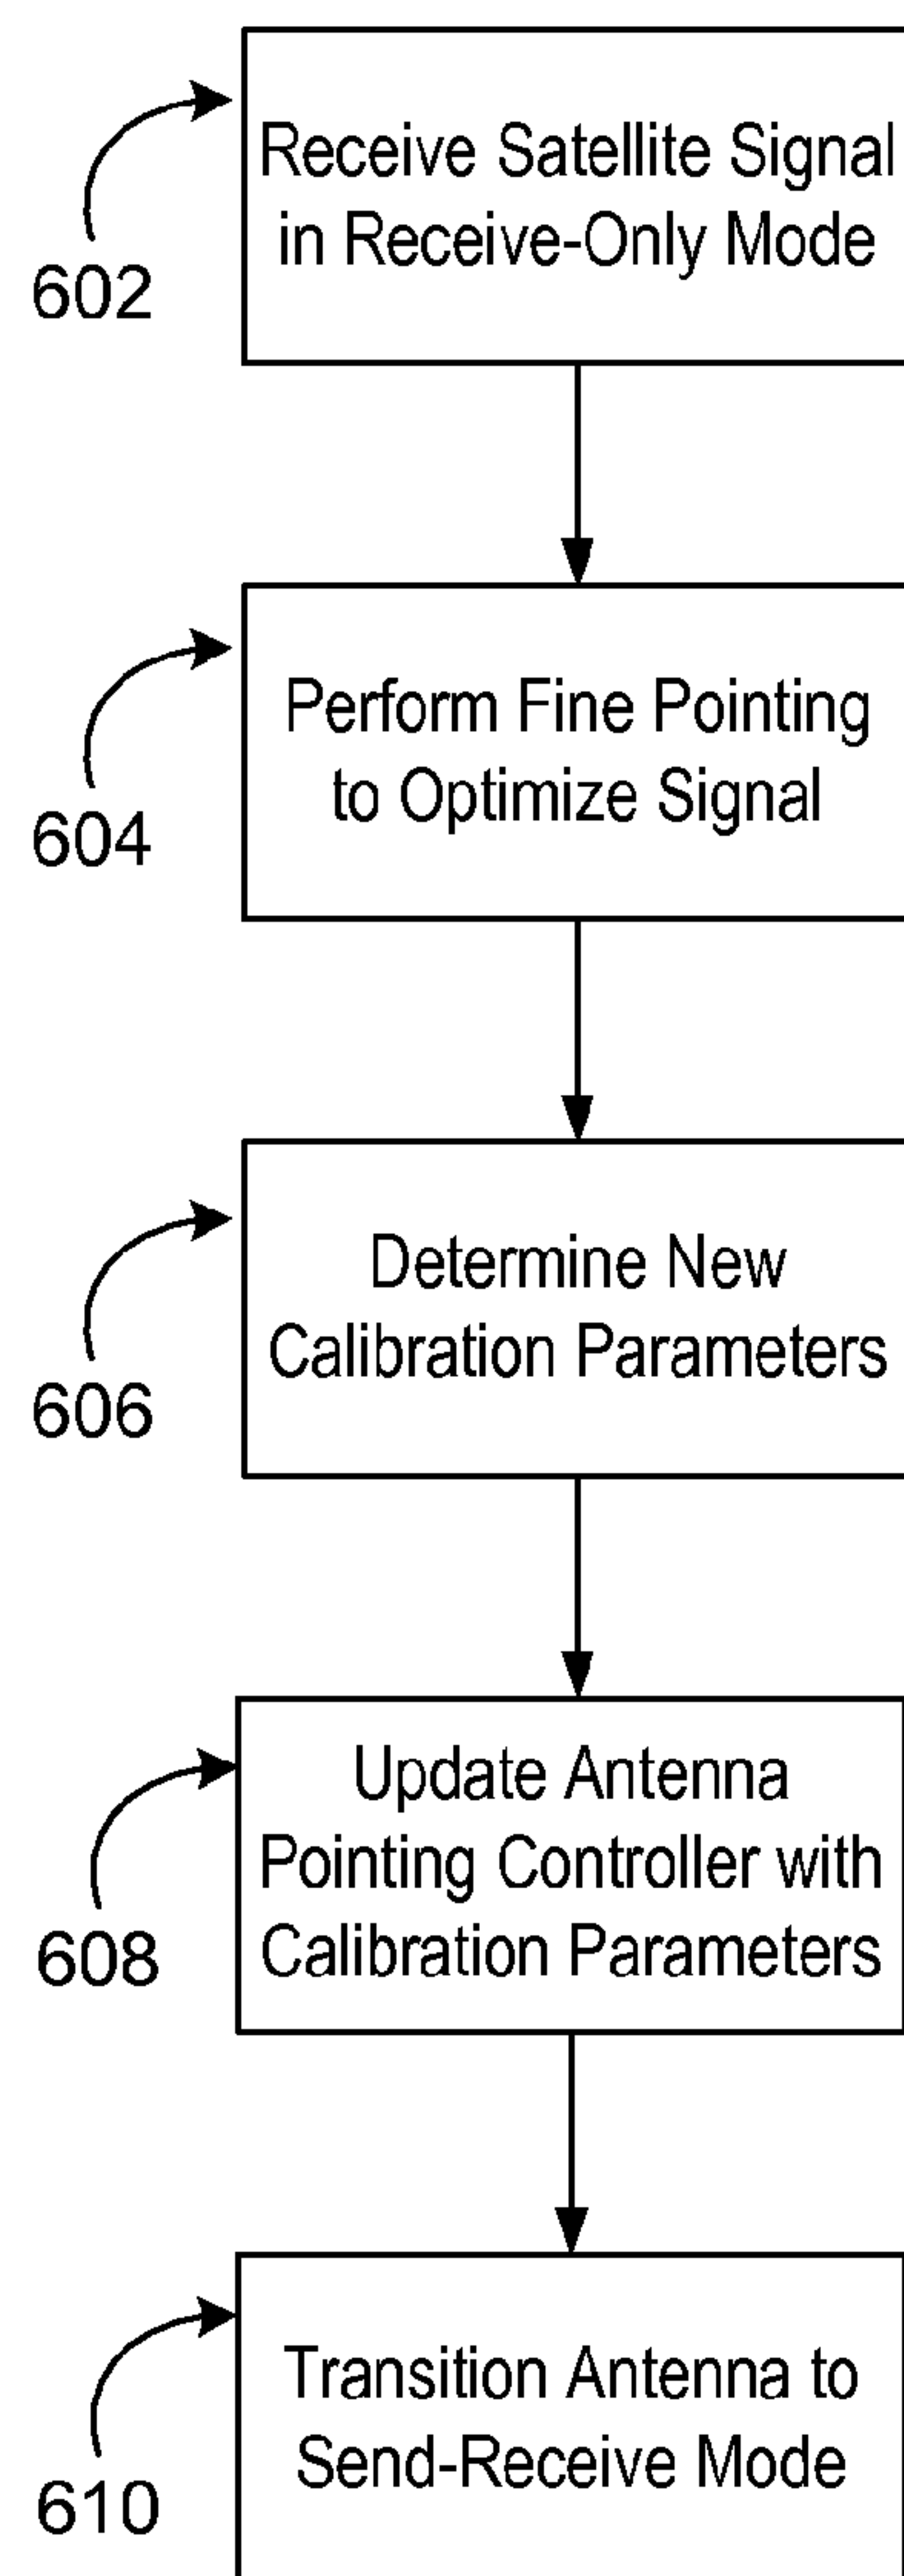 Receive Satellite Signal
in Receive-Only Mode
602
Perform Fine Pointing
to Optimize Signal
604
Determine New
Calibration Parameters
606
Update Antenna
Pointing Controller with
Calibration Parameters
608
Transition Antenna to
Send-Receive Mode
610